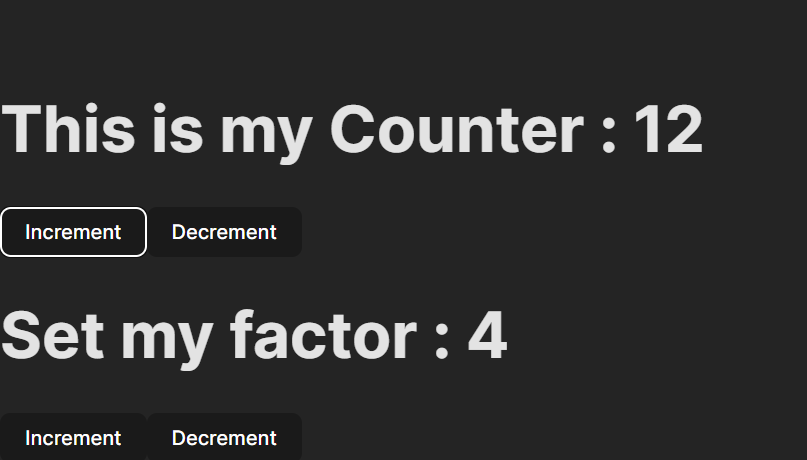 This is my Counter : 12
Increment Decrement
Set my factor : 4
Increment Decrement